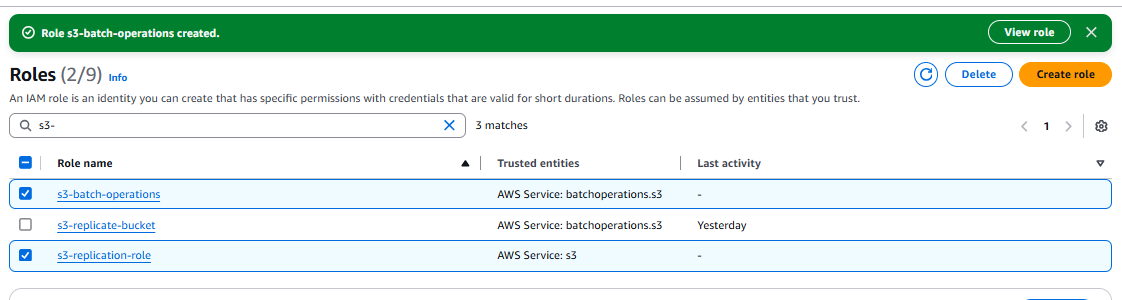 Role s3-batch-operations created. View role
Roles (2/9) Info Delete Create role
An IAM role is an identity you can create that has specific permissions with credentials that are valid for short durations. Roles can be assumed by entities that you trust.
s3- 3 matches 1
Role name Trusted entities Last activity
s3-batch-operations AWS Service: batchoperations.s3 -
s3-replicate-bucket AWS Service: batchoperations.s3 Yesterday
s3-replication-role AWS Service: s3 -